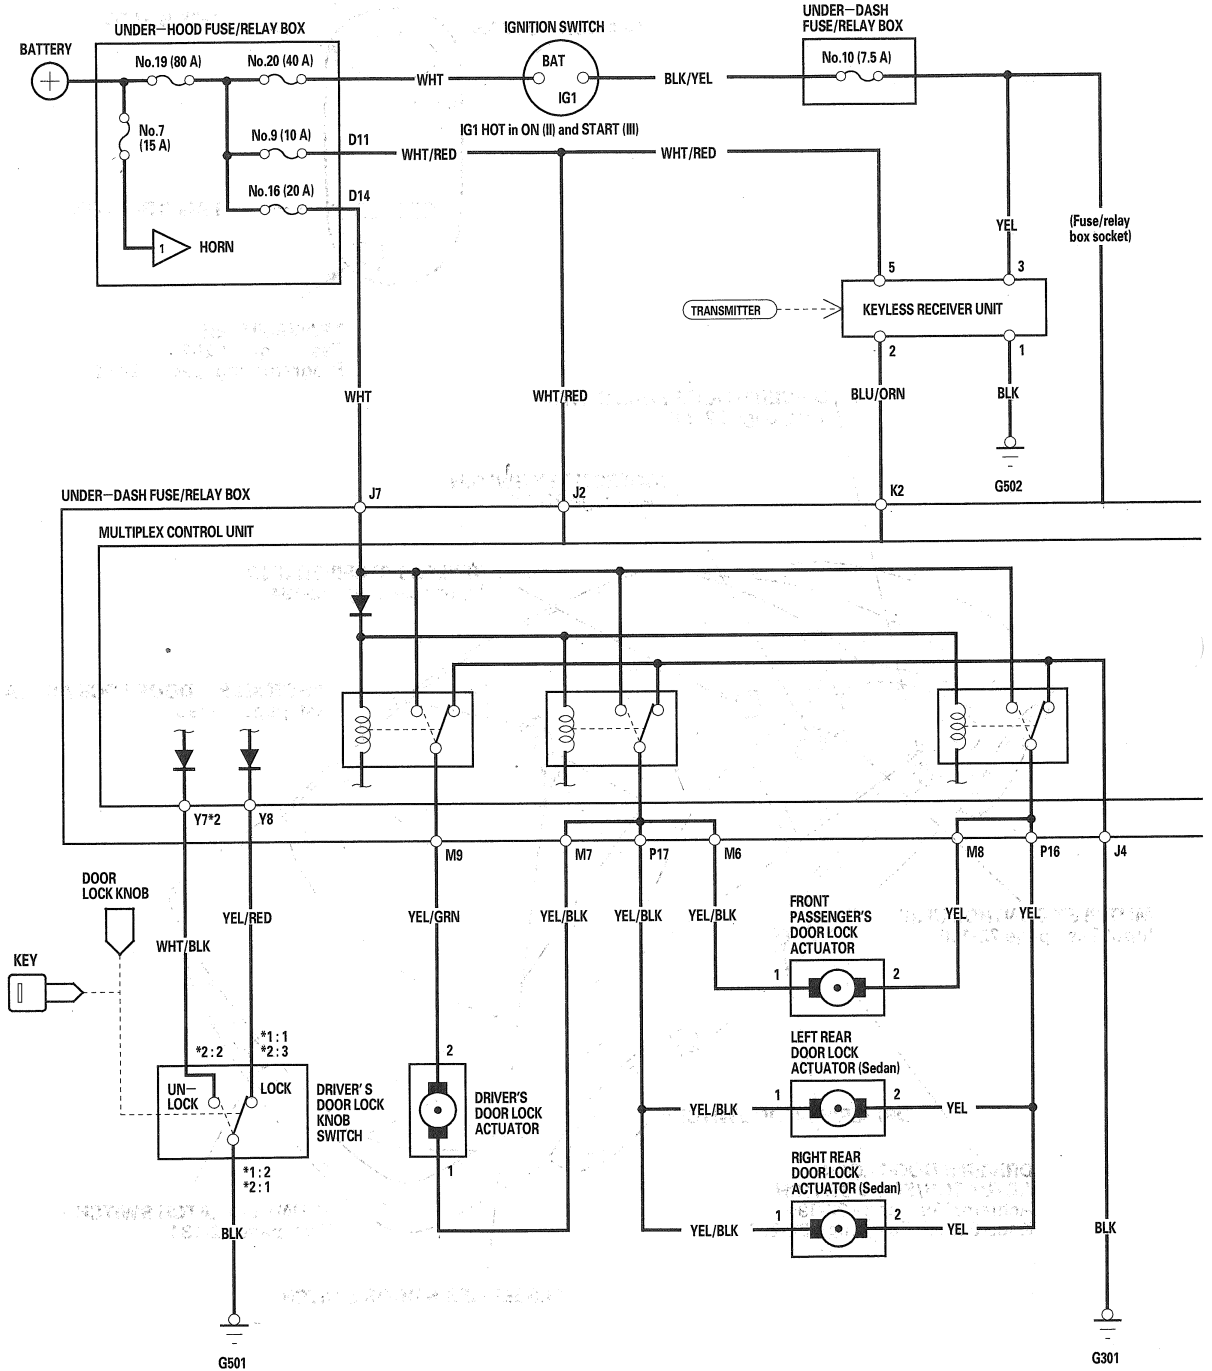 UNDER–DASH
FUSE/RELAY BOX
UNDER–HOOD FUSE/RELAY BOX
IGNITION SWITCH
BATTERY
No.19 (80 A)
No.20 (40 A)
BAT
No.10 (7.5 A)
WHT
BLK/YEL
IG1
No.7
(15 A)
No.9 (10 A)
D11
IG1 HOT in ON (II) and START (III)
WHT/RED
WHT/RED
No.16 (20 A)
D14
YEL
(Fuse/relay
box socket)
1
HORN
5
3
TRANSMITTER
KEYLESS RECEIVER UNIT
2
1
WHT
WHT/RED
BLU/ORN
BLK
G502
UNDER–DASH FUSE/RELAY BOX
J7
J2
K2
MULTIPLEX CONTROL UNIT
Y7*2
Y8
M9
M7
P17
M6
M8
P16
J4
DOOR
LOCK KNOB
YEL/RED
YEL/GRN
YEL/BLK
YEL/BLK
YEL/BLK
FRONT
PASSENGER'S
DOOR LOCK
ACTUATOR
YEL
YEL
WHT/BLK
KEY
1
2
*1 : 1
*2 : 2
*2 : 3
2
LEFT REAR
DOOR LOCK
ACTUATOR (Sedan)
UN–
LOCK
LOCK
DRIVER'S
DOOR LOCK
KNOB
SWITCH
DRIVER'S
DOOR LOCK
ACTUATOR
YEL/BLK
1
2
YEL
*1 : 2
*2 : 1
1
RIGHT REAR
DOOR LOCK
ACTUATOR (Sedan)
BLK
YEL/BLK
1
2
YEL
BLK
G501
G301